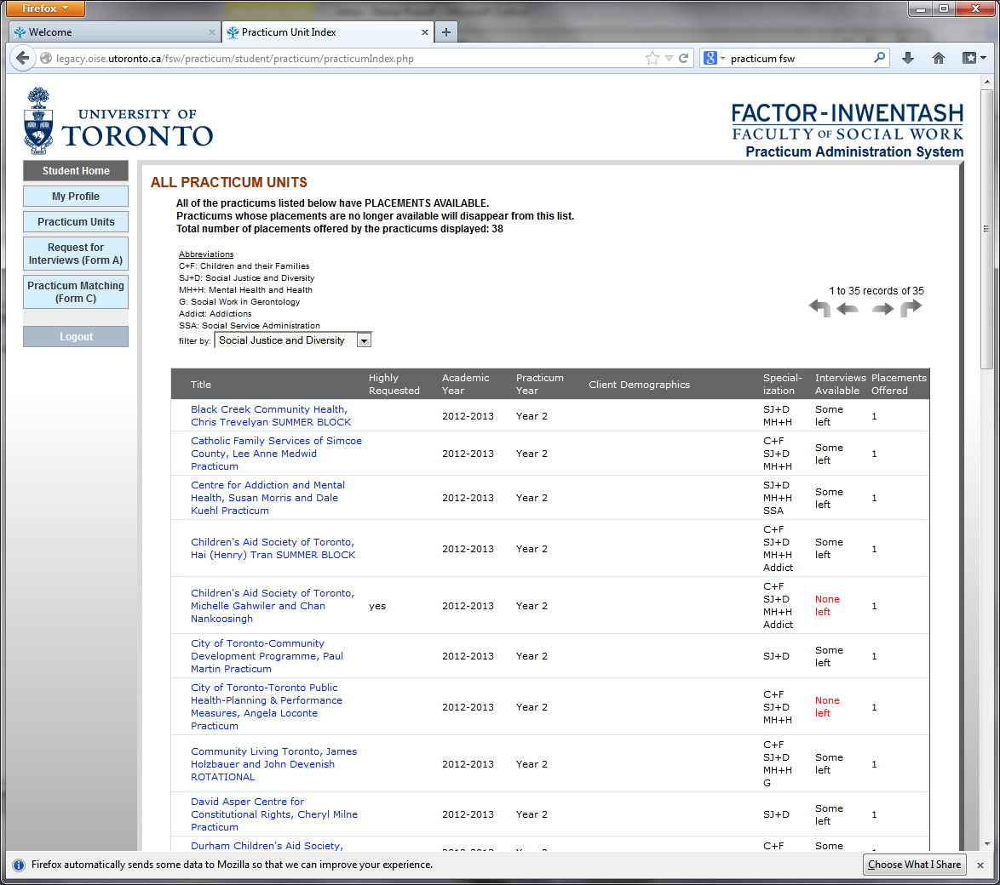 Firefox
Welcome
Practicum Unit Index
legacy.oise.utoronto.ca/fsw/practicum/student/practicum/practicumIndex.php
practicum fsw
UNIVERSITY OF
TORONTO
FACTOR-INWENTASH
FACULTY OF SOCIAL WORK
Practicum Administration System
Student Home
My Profile
Practicum Units
Request for
Interviews (Form A)
Practicum Matching
(Form C)
Logout
ALL PRACTICUM UNITS
All of the practicums listed below have PLACEMENTS AVAILABLE.
Practicums whose placements are no longer available will disappear from this list.
Total number of placements offered by the practicums displayed: 38
Abbreviations
C+F: Children and their Families
SJ+D: Social Justice and Diversity
MH+H: Mental Health and Health
G: Social Work in Gerontology
Addict: Addictions
SSA: Social Service Administration
filter by: Social Justice and Diversity
1 to 35 records of 35
Title
Highly
Requested
Academic
Year
Practicum
Year
Client Demographics
Special-
ization
Interviews
Available
Placements
Offered
Black Creek Community Health,
Chris Trevelyan SUMMER BLOCK
2012-2013
Year 2
SJ+D
MH+H
Some
left
1
Catholic Family Services of Simcoe
County, Lee Anne Medwid
Practicum
2012-2013
Year 2
C+F
SJ+D
MH+H
Some
left
1
Centre for Addiction and Mental
Health, Susan Morris and Dale
Kuehl Practicum
2012-2013
Year 2
SJ+D
MH+H
SSA
Some
left
1
Children's Aid Society of Toronto,
Hai (Henry) Tran SUMMER BLOCK
2012-2013
Year 2
C+F
SJ+D
MH+H
Addict
Some
left
1
Children's Aid Society of Toronto,
Michelle Gahwiler and Chan
Nankoosingh
yes
2012-2013
Year 2
C+F
SJ+D
MH+H
Addict
None
left
1
City of Toronto-Community
Development Programme, Paul
Martin Practicum
2012-2013
Year 2
SJ+D
Some
left
1
City of Toronto-Toronto Public
Health-Planning & Performance
Measures, Angela Loconte
Practicum
2012-2013
Year 2
C+F
SJ+D
MH+H
None
left
1
Community Living Toronto, James
Holzbauer and John Devenish
ROTATIONAL
2012-2013
Year 2
C+F
SJ+D
MH+H
G
Some
left
1
David Asper Centre for
Constitutional Rights, Cheryl Milne
Practicum
2012-2013
Year 2
SJ+D
Some
left
1
Durham Children's Aid Society,
C+F
Some
Firefox automatically sends some data to Mozilla so that we can improve your experience.
Choose What I Share